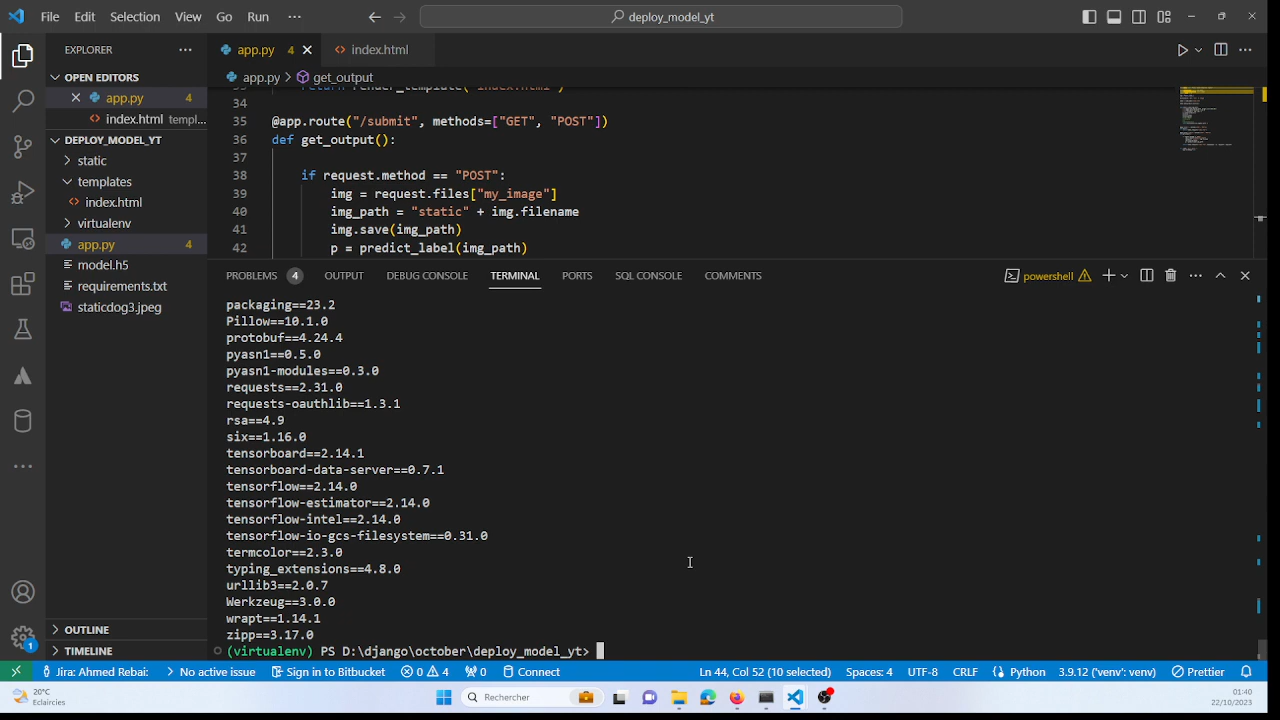 File Edit Selection View Go Run ··· deploy_model_yt
EXPLORER ···
OPEN EDITORS
app.py 4
index.html templ...
DEPLOY_MODEL_YT
static
templates
index.html
virtualenv
app.py 4
model.h5
requirements.txt
staticdog3.jpeg
OUTLINE
TIMELINE
app.py 4 index.html
app.py > get_output
33 return render_template("index.html")
34
35 @app.route("/submit", methods=["GET", "POST"])
36 def get_output():
37
38 if request.method == "POST":
39 img = request.files["my_image"]
40 img_path = "static" + img.filename
41 img.save(img_path)
42 p = predict_label(img_path)
PROBLEMS 4 OUTPUT DEBUG CONSOLE TERMINAL PORTS SQL CONSOLE COMMENTS powershell
packaging==23.2
Pillow==10.1.0
protobuf==4.24.4
pyasn1==0.5.0
pyasn1-modules==0.3.0
requests==2.31.0
requests-oauthlib==1.3.1
rsa==4.9
six==1.16.0
tensorboard==2.14.1
tensorboard-data-server==0.7.1
tensorflow==2.14.0
tensorflow-estimator==2.14.0
tensorflow-intel==2.14.0
tensorflow-io-gcs-filesystem==0.31.0
termcolor==2.3.0
typing_extensions==4.8.0
urllib3==2.0.7
Werkzeug==3.0.0
wrapt==1.14.1
zipp==3.17.0
(virtualenv) PS D:\django\october\deploy_model_yt>
1
Jira: Ahmed Rebai: No active issue Sign in to Bitbucket 0 4 0 Connect Ln 44, Col 52 (10 selected) Spaces: 4 UTF-8 CRLF Python 3.9.12 ('venv': venv) Prettier
20°C
Eclaircies
Rechercher
01:40
22/10/2023